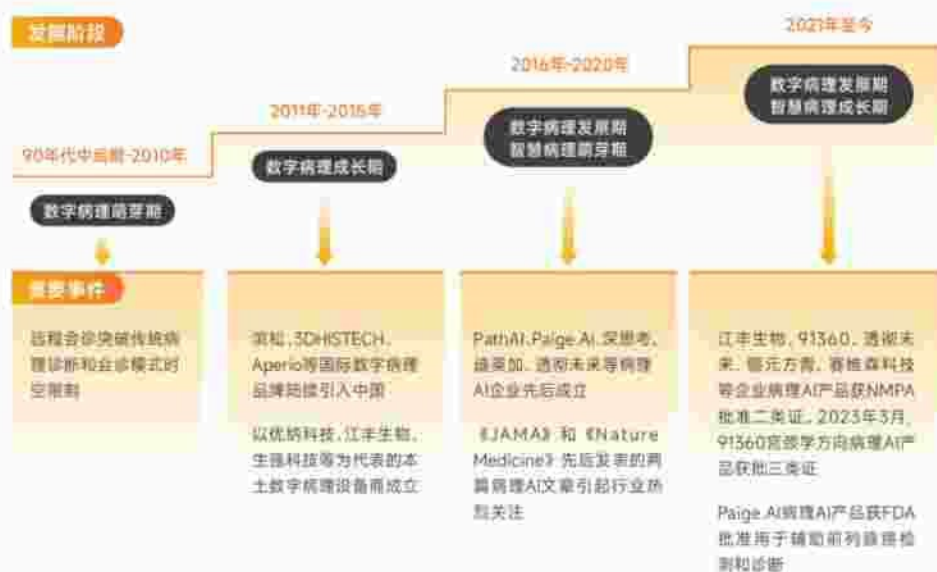 发展阶段
90年代中后期-2010年
数字病理萌芽期
2011年-2015年
数字病理成长期
2016年-2020年
数字病理发展期
智慧病理萌芽期
2021年至今
数字病理发展期
智慧病理成长期
重要事件
远程会诊突破传统病
理诊断和会诊模式时
空限制
滨松、3DHISTECH、
Aperio等国际数字病理
品牌陆续引入中国
以优纳科技、江丰生物、
生强科技等为代表的本
土数字病理设备商成立
PathAI、Paige.AI、深思考、
迪英加、透彻未来等病理
AI企业先后成立
《JAMA》和《Nature
Medicine》先后发表的两
篇病理AI文章引起行业热
烈关注
江丰生物、91360、透彻未
来、医元方青、赛维森科技
等企业病理AI产品获NMPA
批准二类证。2023年3月,
91360宫颈学方向病理AI产
品获批三类证
Paige.AI病理AI产品获FDA
批准用于辅助前列腺癌检
测和诊断